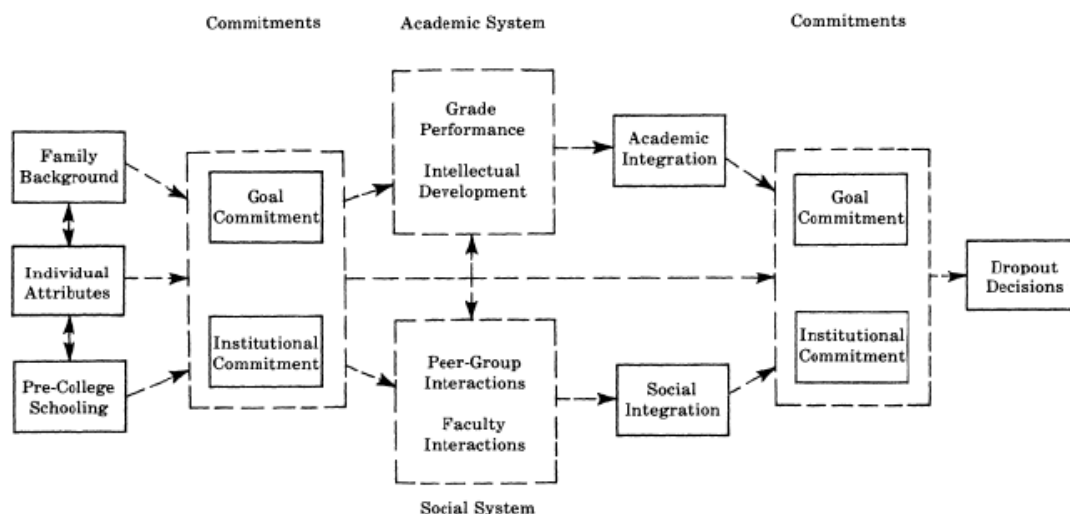 Commitments
Academic System
Commitments
Family
Background
Individual
Attributes
Pre-College
Schooling
Goal
Commitment
Institutional
Commitment
Grade
Performance
Intellectual
Development
Peer-Group
Interactions
Faculty
Interactions
Social System
Academic
Integration
Social
Integration
Goal
Commitment
Institutional
Commitment
Dropout
Decisions